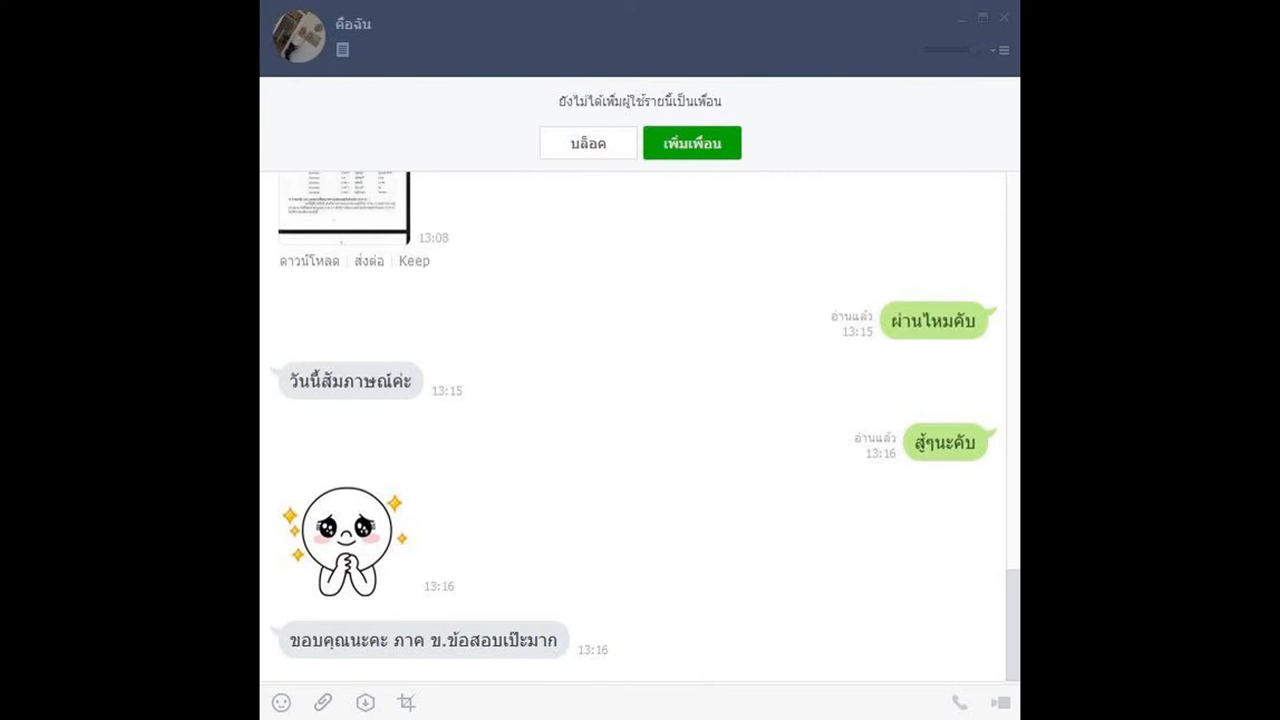 คือฉัน
ยังไม่ได้เพิ่มผู้ใช้รายนี้เป็นเพื่อน
บล็อค
เพิ่มเพื่อน
13:08
ดาวน์โหลด | ส่งต่อ | Keep
อ่านแล้ว
13:15
ผ่านไหมคับ
วันนี้สัมภาษณ์ค่ะ
13:15
อ่านแล้ว
13:16
สู้ๆนะคับ
13:16
ขอบคุณนะคะ ภาค ข.ข้อสอบเป๊ะมาก
13:16